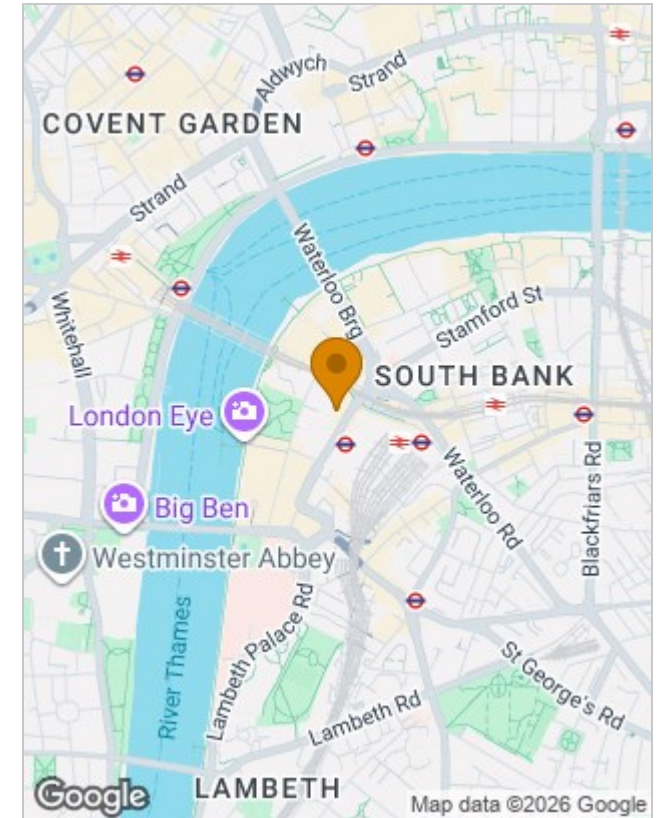 Aldwych
Strand
COVENT GARDEN
Strand
Waterloo Brg
Whitehall
Stamford St
SOUTH BANK
London Eye
Waterloo Rd
Blackfriars Rd
Big Ben
Westminster Abbey
River Thames
Lambeth Palace Rd
St George's Rd
Lambeth Rd
LAMBETH
Google
Map data ©2026 Google